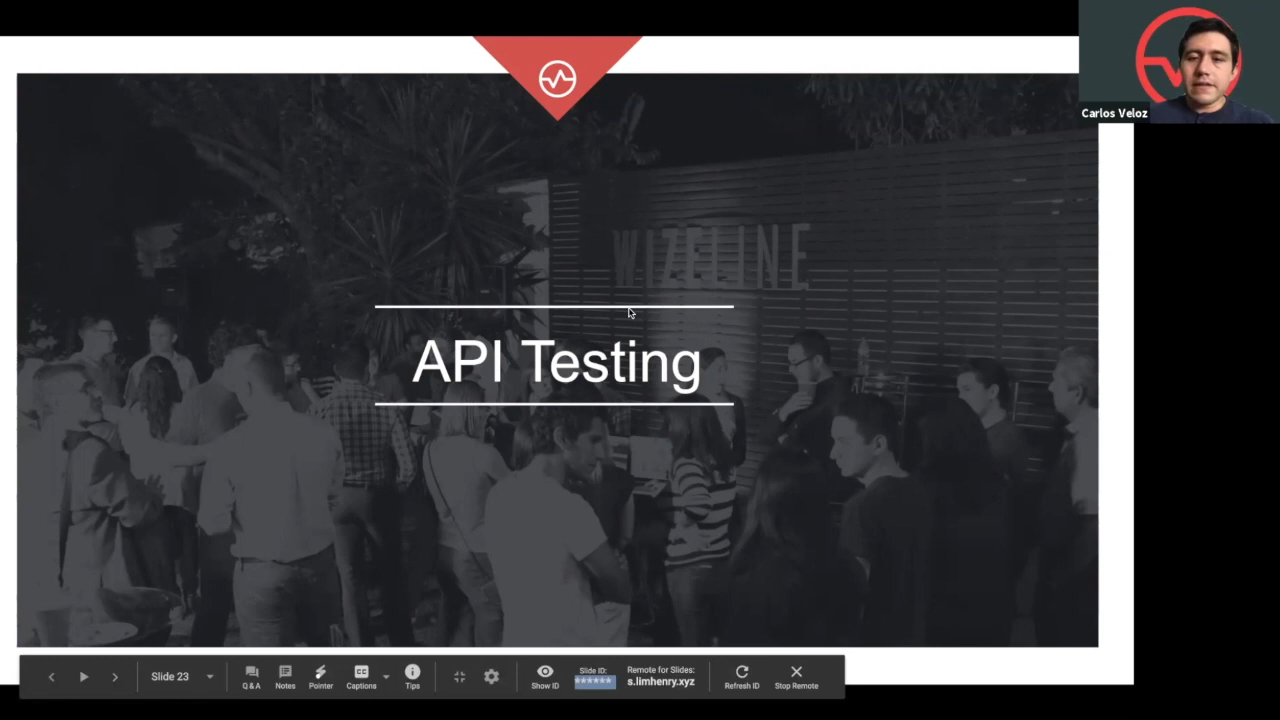 Carlos Veloz
WIZELINE
API Testing
Slide 23
Q & A
Notes
Pointer
Captions
Tips
Show ID
Slide ID:
******
Remote for Slides:
s.limhenry.xyz
Refresh ID
Stop Remote